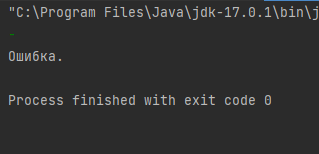 "C:\Program Files\Java\jdk-17.0.1\bin\j
-
Ошибка.
Process finished with exit code 0